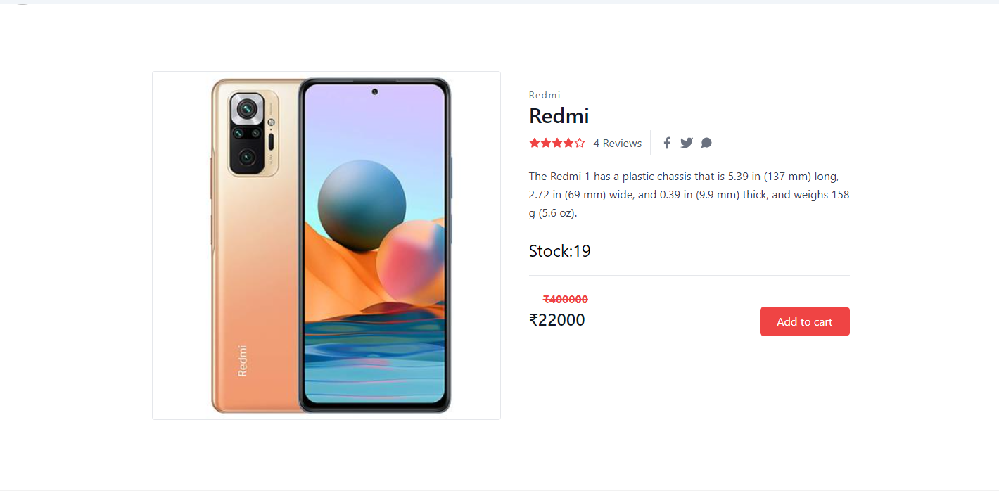 Redmi
Redmi
Redmi
4 Reviews
The Redmi 1 has a plastic chassis that is 5.39 in (137 mm) long,
2.72 in (69 mm) wide, and 0.39 in (9.9 mm) thick, and weighs 158
g (5.6 oz).
Stock:19
₹400000
₹22000
Add to cart